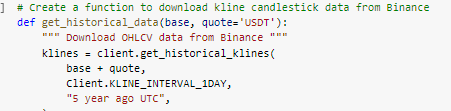 ] # Create a function to download kline candlestick data from Binance
def get_historical_data(base, quote='USDT'):
""" Download OHLCV data from Binance """
klines = client.get_historical_klines(
base + quote,
Client.KLINE_INTERVAL_1DAY,
"5 year ago UTC",